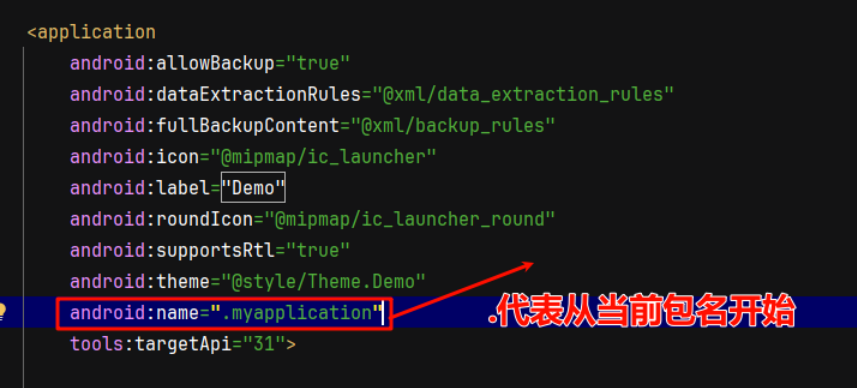 <application
android:allowBackup="true"
android:dataExtractionRules="@xml/data_extraction_rules"
android:fullBackupContent="@xml/backup_rules"
android:icon="@mipmap/ic_launcher"
android:label="Demo"
android:roundIcon="@mipmap/ic_launcher_round"
android:supportsRtl="true"
android:theme="@style/Theme.Demo"
android:name=".myapplication"
.代表从当前包名开始
tools:targetApi="31">